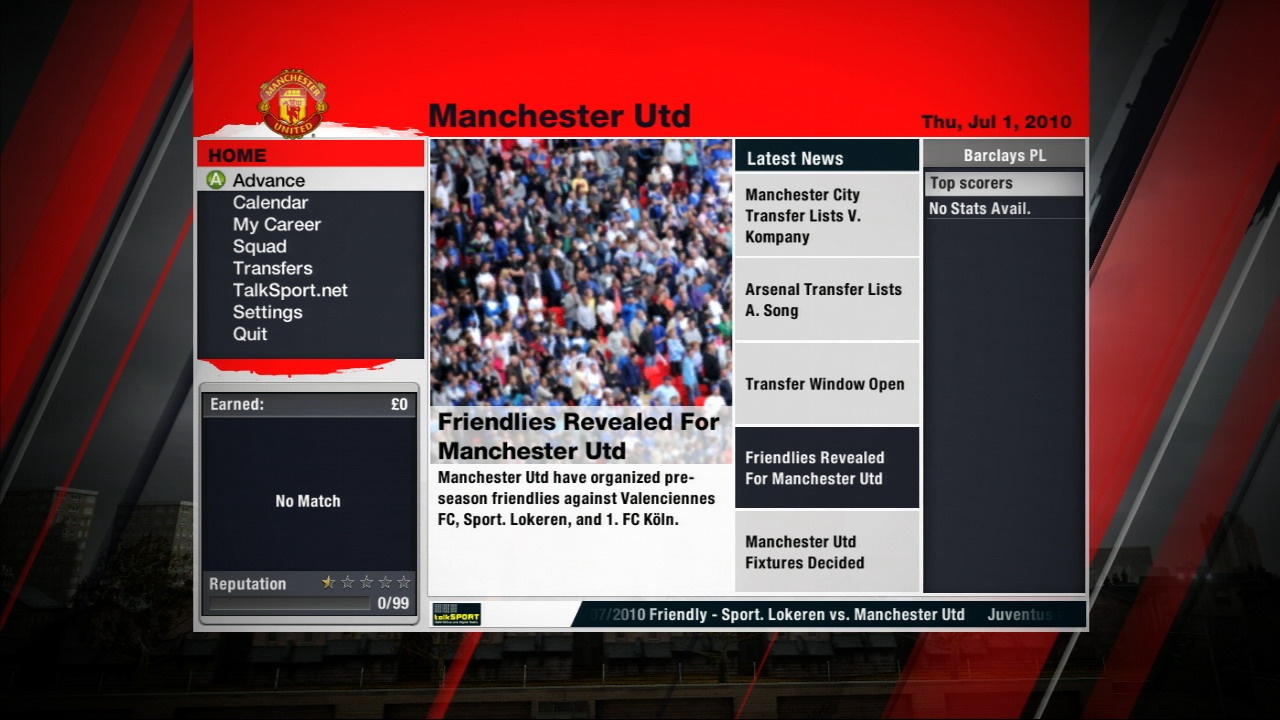 MANCHESTER
UNITED
Manchester Utd
Thu, Jul 1, 2010
HOME
A Advance
Calendar
My Career
Squad
Transfers
TalkSport.net
Settings
Quit
Earned: £0
No Match
Reputation
0/99
Friendlies Revealed For
Manchester Utd
Manchester Utd have organized pre-
season friendlies against Valenciennes
FC, Sport. Lokeren, and 1. FC Köln.
Latest News
Manchester City
Transfer Lists V.
Kompany
Arsenal Transfer Lists
A. Song
Transfer Window Open
Friendlies Revealed
For Manchester Utd
Manchester Utd
Fixtures Decided
Barclays PL
Top scorers
No Stats Avail.
talkSPORT
07/2010 Friendly - Sport. Lokeren vs. Manchester Utd Juventus